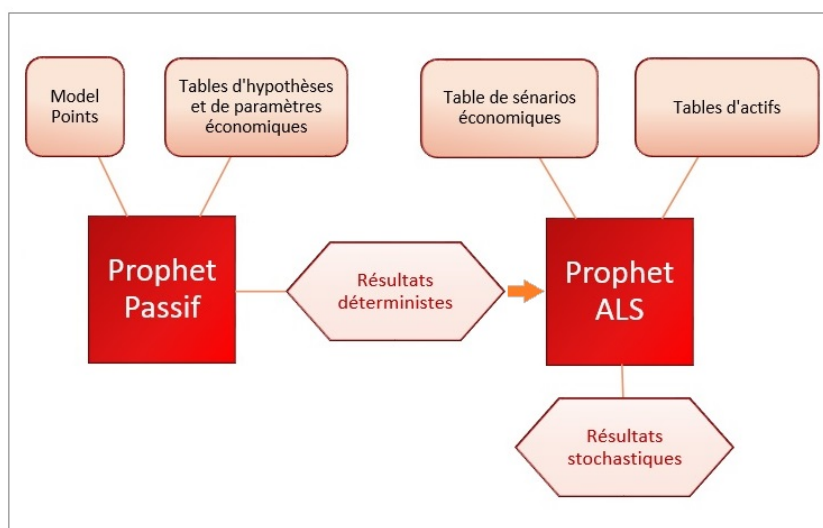 Model
Points
Tables d'hypothèses
et de paramètres
économiques
Table de sénarios
économiques
Tables d'actifs
Prophet
Passif
Résultats
déterministes
Prophet
ALS
Résultats
stochastiques